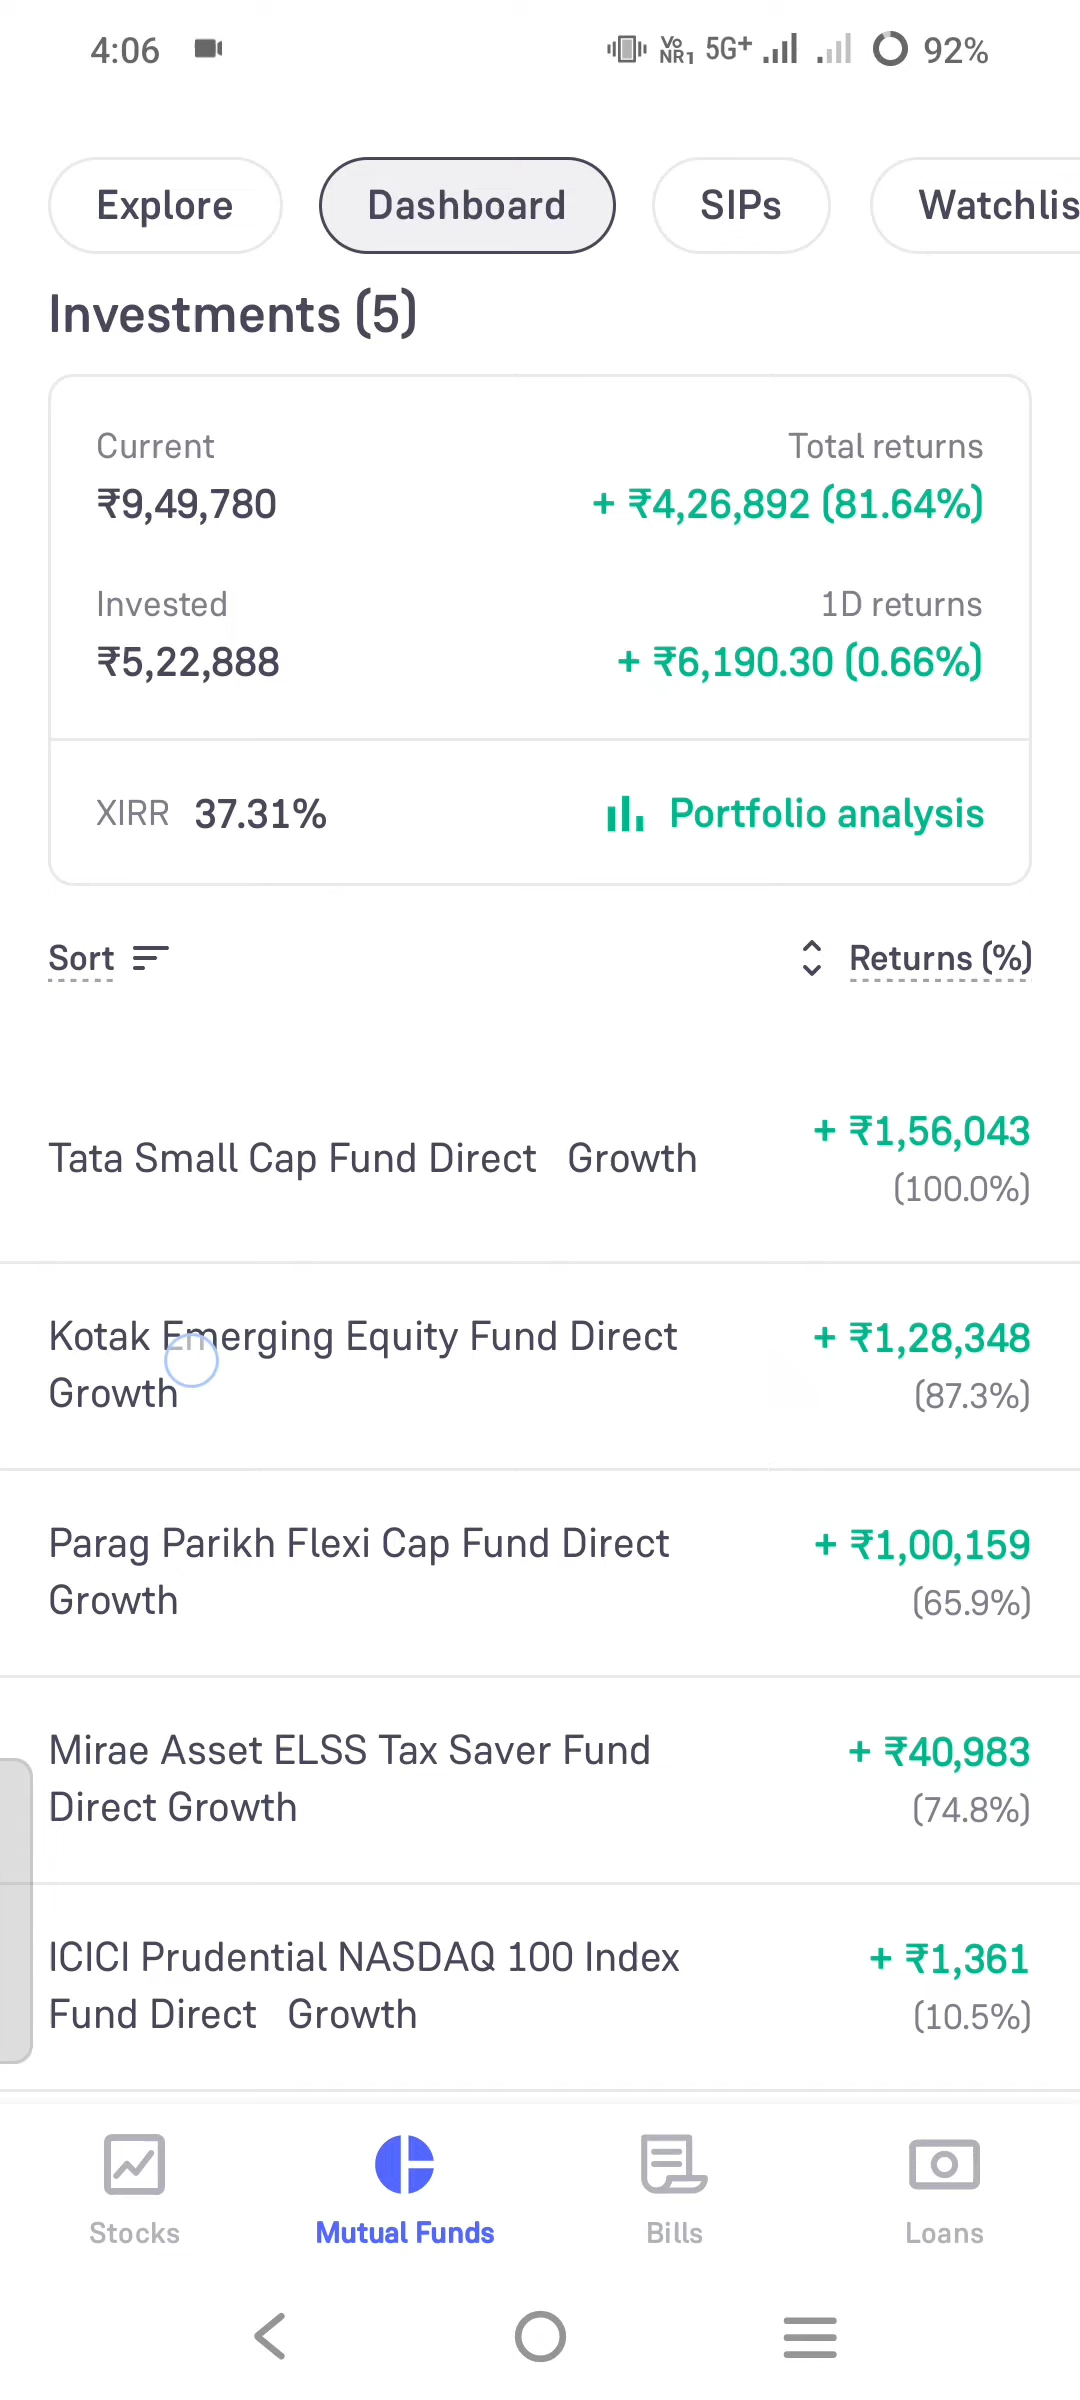 4:06 Vo NR1 5G+ 92%
Explore Dashboard SIPs Watchlis
Investments (5)
Current Total returns
₹9,49,780 + ₹4,26,892 (81.64%)
Invested 1D returns
₹5,22,888 + ₹6,190.30 (0.66%)
XIRR 37.31% Portfolio analysis
Sort Returns (%)
Tata Small Cap Fund Direct Growth + ₹1,56,043
(100.0%)
Kotak Emerging Equity Fund Direct + ₹1,28,348
Growth (87.3%)
Parag Parikh Flexi Cap Fund Direct + ₹1,00,159
Growth (65.9%)
Mirae Asset ELSS Tax Saver Fund + ₹40,983
Direct Growth (74.8%)
ICICI Prudential NASDAQ 100 Index + ₹1,361
Fund Direct Growth (10.5%)
Stocks Mutual Funds Bills Loans